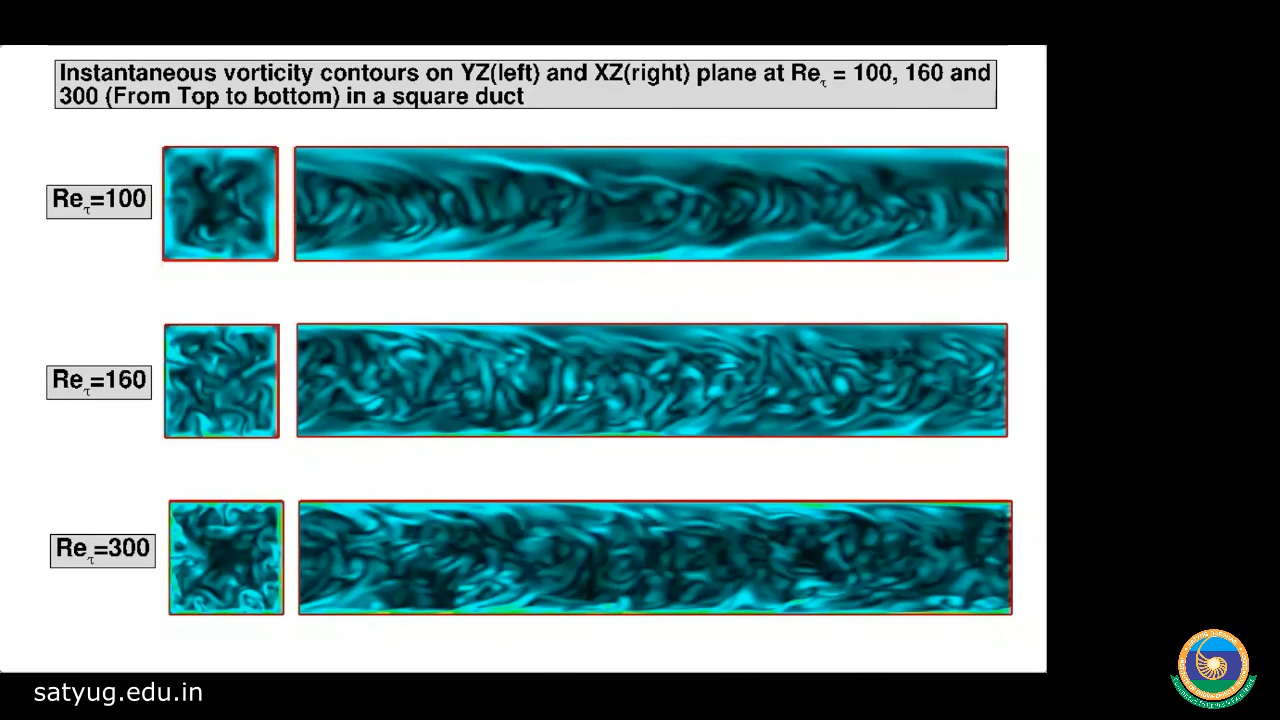 Instantaneous vorticity contours on YZ(left) and XZ(right) plane at Reτ = 100, 160 and
300 (From Top to bottom) in a square duct
Reτ=100
Reτ=160
Reτ=300
satyug.edu.in